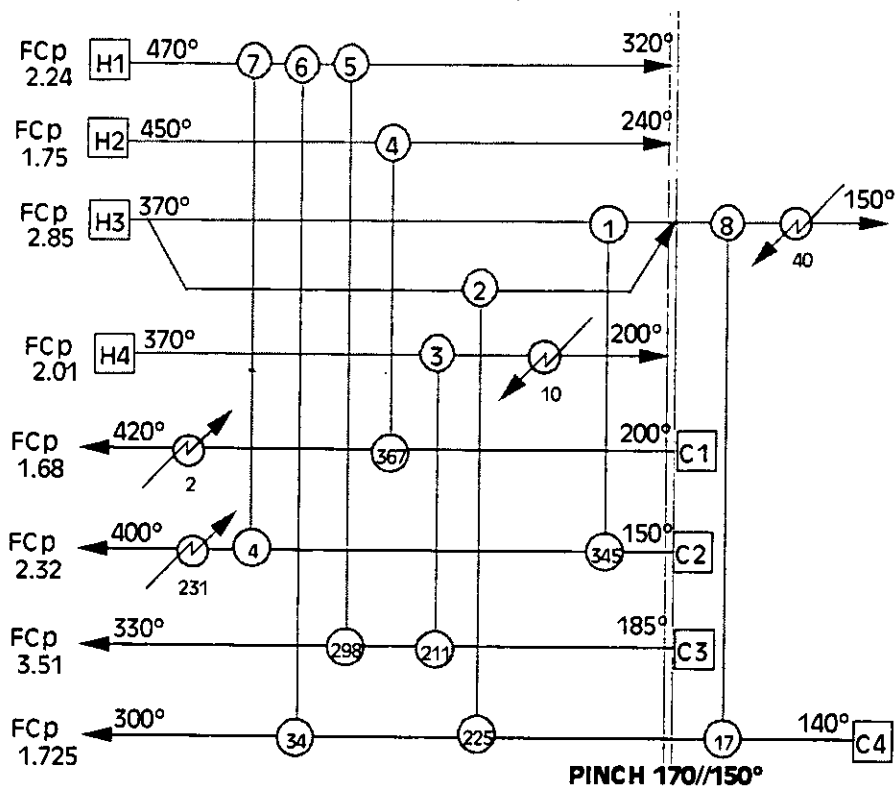 FCp 2.24 H1 470° 7 6 5 320°
FCp 1.75 H2 450° 4 240°
FCp 2.85 H3 370° 1 8 150°
40
2
FCp 2.01 H4 370° 3 200°
10
FCp 1.68 420° 367 200° C1
2
FCp 2.32 400° 4 345 150° C2
231
FCp 3.51 330° 298 211 185° C3
FCp 1.725 300° 34 225 17 140° C4
PINCH 170//150°